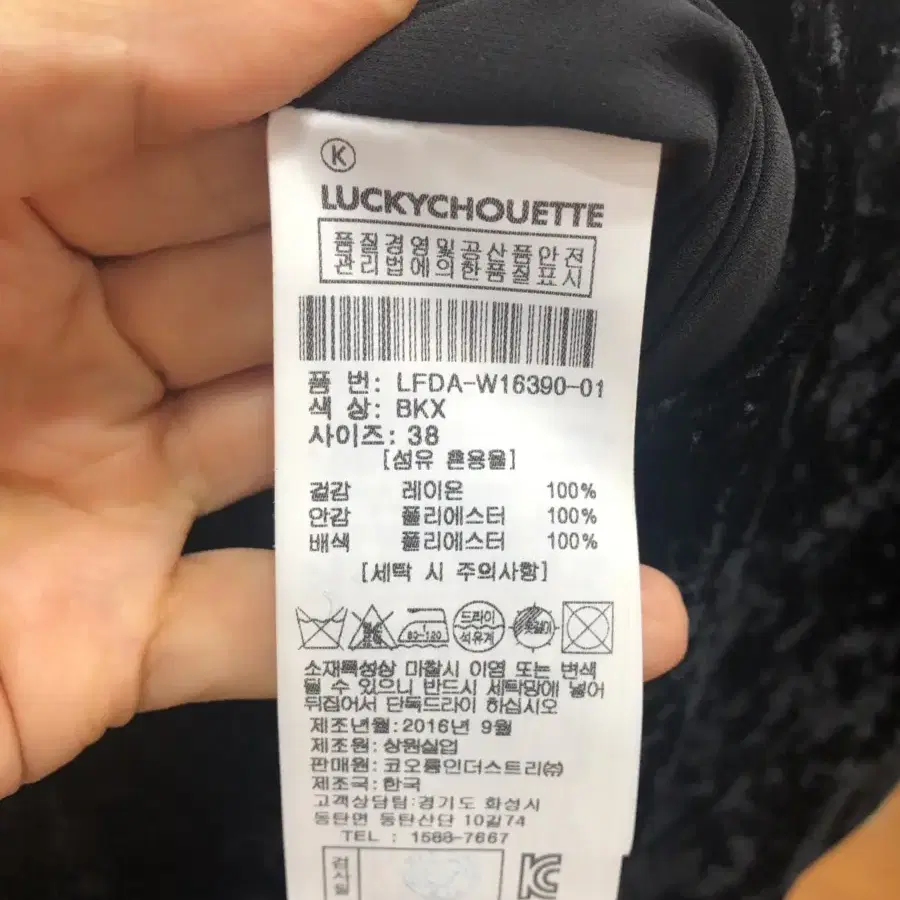 K
LUCKYCHOUETTE
품질경영및공산품안전
관리법에의한품질표시
품 번: LFDA-W16390-01
색 상: BKX
사이즈: 38
[섬유 혼용율]
겉감 레이온 100%
안감 폴리에스터 100%
배색 폴리에스터 100%
[세탁 시 주의사항]
1 80-120 드라이 석유계 옷걸이
소재특성상 마찰시 이염 또는 변색
될 수 있으니 반드시 세탁망에 넣어
뒤집어서 단독드라이 하십시오
제조년월:2016년 9월
제조원:상원실업
판매원:코오롱인더스트리㈜
제조국:한국
고객상담팀:경기도 화성시
동탄면 동탄산단 10길74
TEL : 1588-7667
검사필
KC